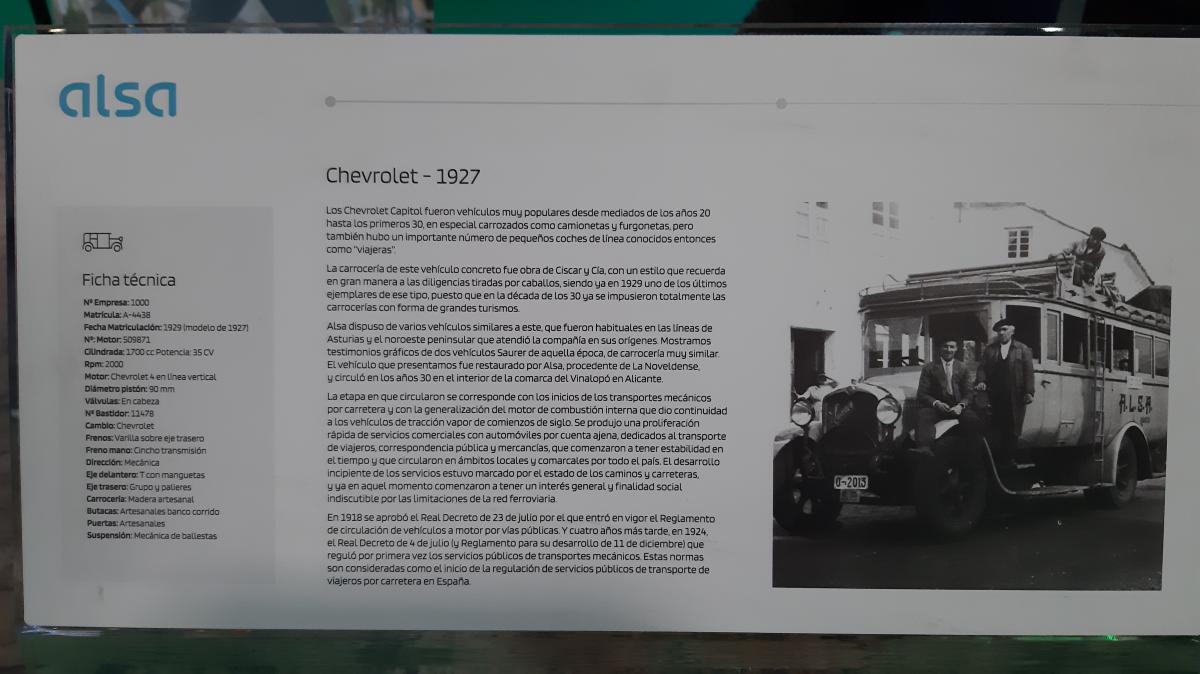 alsa
Chevrolet - 1927
Los Chevrolet Capitol fueron vehículos muy populares desde mediados de los años 20
hasta los primeros 30, en especial carrozados como camionetas y furgonetas, pero
también hubo un importante número de pequeños coches de línea conocidos entonces
como "viajeras".
La carrocería de este vehículo concreto fue obra de Ciscar y Cía, con un estilo que recuerda
en gran manera a las diligencias tiradas por caballos, siendo ya en 1929 uno de los últimos
ejemplares de ese tipo, puesto que en la década de los 30 ya se impusieron totalmente las
carrocerías con forma de grandes turismos.
Alsa dispuso de varios vehículos similares a este, que fueron habituales en las líneas de
Asturias y el noroeste peninsular que atendió la compañía en sus orígenes. Mostramos
testimonios gráficos de dos vehículos Saurer de aquella época, de carrocería muy similar.
El vehículo que presentamos fue restaurado por Alsa, procedente de La Noveldense,
y circuló en los años 30 en el interior de la comarca del Vinalopó en Alicante.
La etapa en que circularon se corresponde con los inicios de los transportes mecánicos
por carretera y con la generalización del motor de combustión interna que dio continuidad
a los vehículos de tracción vapor de comienzos de siglo. Se produjo una proliferación
rápida de servicios comerciales con automóviles por cuenta ajena, dedicados al transporte
de viajeros, correspondencia pública y mercancías, que comenzaron a tener estabilidad en
el tiempo y que circularon en ámbitos locales y comarcales por todo el país. El desarrollo
incipiente de los servicios estuvo marcado por el estado de los caminos y carreteras,
y ya en aquel momento comenzaron a tener un interés general y finalidad social
indiscutible por las limitaciones de la red ferroviaria.
En 1918 se aprobó el Real Decreto de 23 de julio por el que entró en vigor el Reglamento
de circulación de vehículos a motor por vías públicas. Y cuatro años más tarde, en 1924,
el Real Decreto de 4 de julio (y Reglamento para su desarrollo de 11 de diciembre) que
reguló por primera vez los servicios públicos de transportes mecánicos. Estas normas
son consideradas como el inicio de la regulación de servicios públicos de transporte de
viajeros por carretera en España.
Ficha técnica
Nº Empresa: 1000
Matrícula: A-4438
Fecha Matriculación: 1929 (modelo de 1927)
Nº: Motor: 509871
Cilindrada: 1700 cc Potencia: 35 CV
Rpm: 2000
Motor: Chevrolet 4 en línea vertical
Diámetro pistón: 90 mm
Válvulas: En cabeza
Nº Bastidor: 11478
Cambio: Chevrolet
Frenos: Varilla sobre eje trasero
Freno mano: Cincho transmisión
Dirección: Mecánica
Eje delantero: T con manguetas
Eje trasero: Grupo y palieres
Carrocería: Madera artesanal
Butacas: Artesanales banco corrido
Puertas: Artesanales
Suspensión: Mecánica de ballestas
A.L.S.A.
O-2013